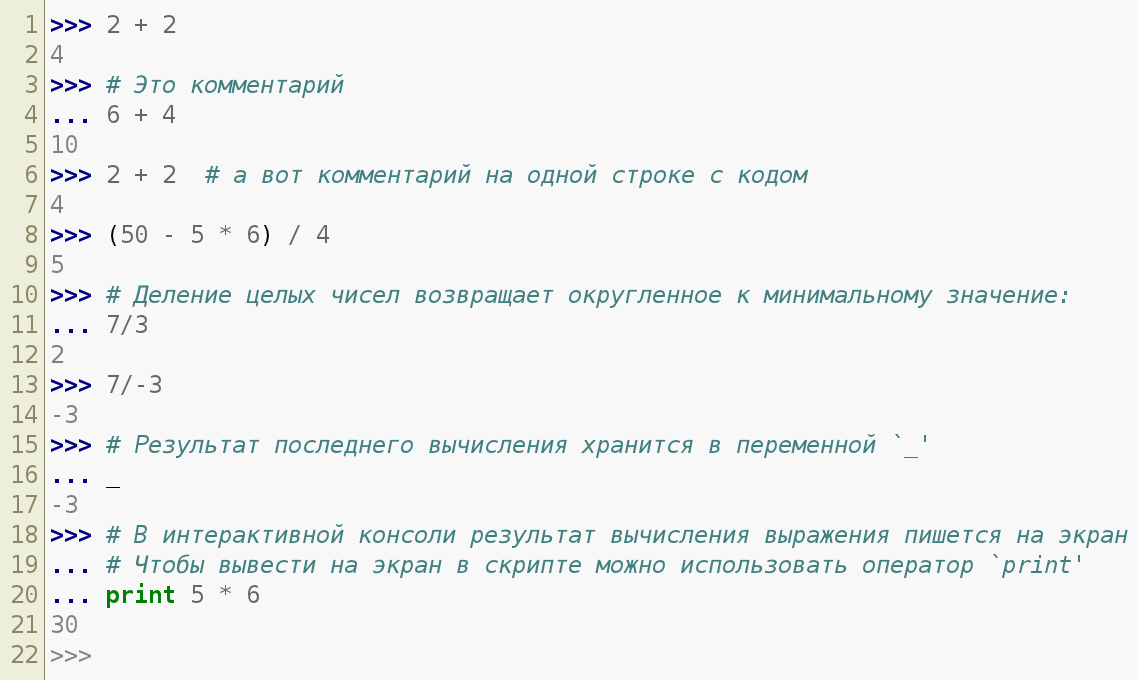 1 >>> 2 + 2
2 4
3 >>> # Это комментарий
4 ... 6 + 4
5 10
6 >>> 2 + 2  # а вот комментарий на одной строке с кодом
7 4
8 >>> (50 - 5 * 6) / 4
9 5
10 >>> # Деление целых чисел возвращает округленное к минимальному значение:
11 ... 7/3
12 2
13 >>> 7/-3
14 -3
15 >>> # Результат последнего вычисления хранится в переменной `_'
16 ... _
17 -3
18 >>> # В интерактивной консоли результат вычисления выражения пишется на экран
19 ... # Чтобы вывести на экран в скрипте можно использовать оператор `print'
20 ... print 5 * 6
21 30
22 >>>